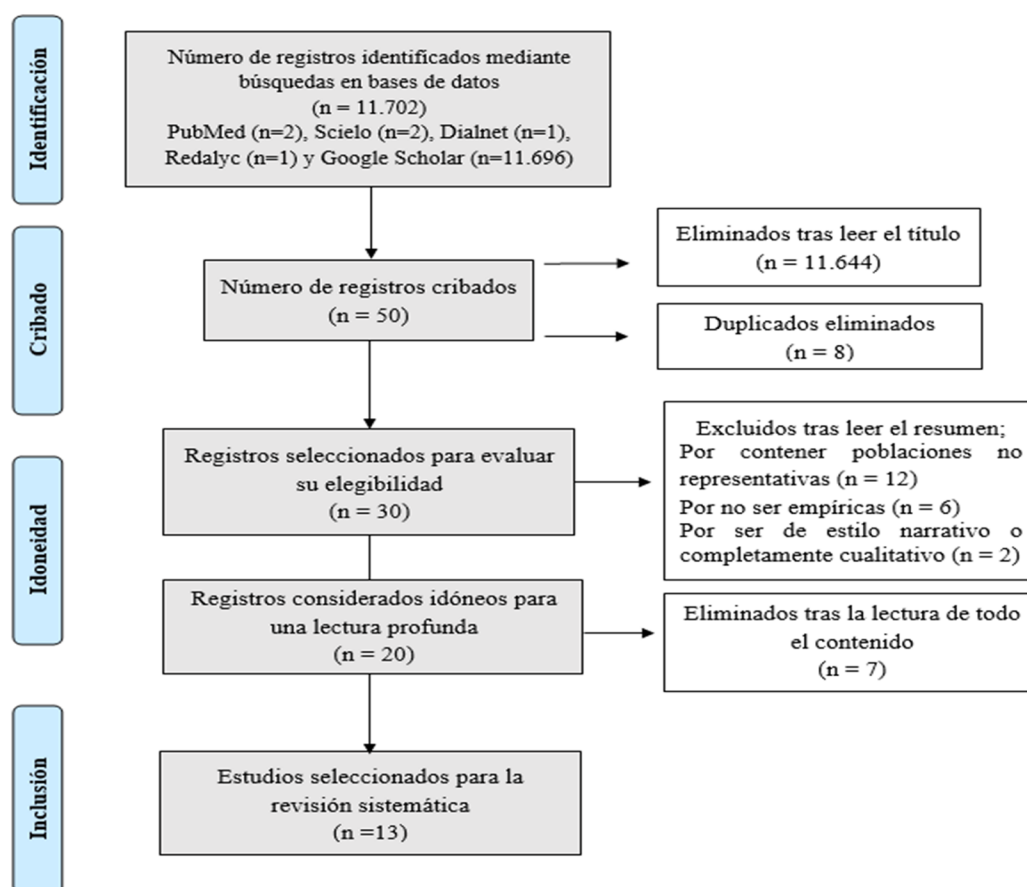 Identificación
Número de registros identificados mediante
búsquedas en bases de datos
(n = 11.702)
PubMed (n=2), Scielo (n=2), Dialnet (n=1),
Redalyc (n=1) y Google Scholar (n=11.696)
Cribado
Número de registros cribados
(n = 50)
Eliminados tras leer el título
(n = 11.644)
Duplicados eliminados
(n = 8)
Idoneidad
Registros seleccionados para evaluar
su elegibilidad
(n = 30)
Excluidos tras leer el resumen;
Por contener poblaciones no
representativas (n = 12)
Por no ser empíricas (n = 6)
Por ser de estilo narrativo o
completamente cualitativo (n = 2)
Registros considerados idóneos para
una lectura profunda
(n = 20)
Eliminados tras la lectura de todo
el contenido
(n = 7)
Inclusión
Estudios seleccionados para la
revisión sistemática
(n =13)